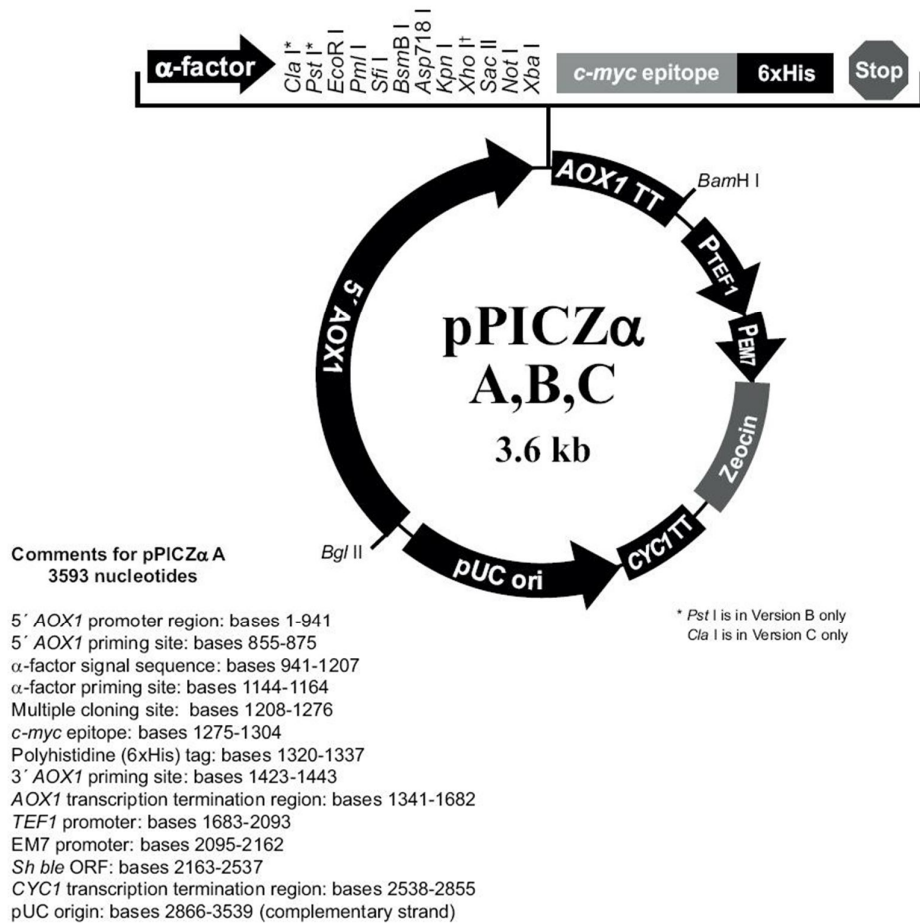 α-factor
Cla I*
Pst I*
EcoR I
Pml I
Sfi I
BsmB I
Asp718 I
Kpn I
Xho I†
Sac II
Not I
Xba I
c-myc epitope
6xHis
Stop
AOX1 TT
BamH I
PTEF1
PEM7
Zeocin
CYC1 TT
pUC ori
Bgl II
5´ AOX1
pPICZα
A,B,C
3.6 kb
Comments for pPICZα A
3593 nucleotides
5´ AOX1 promoter region: bases 1-941
5´ AOX1 priming site: bases 855-875
α-factor signal sequence: bases 941-1207
α-factor priming site: bases 1144-1164
Multiple cloning site: bases 1208-1276
c-myc epitope: bases 1275-1304
Polyhistidine (6xHis) tag: bases 1320-1337
3´ AOX1 priming site: bases 1423-1443
AOX1 transcription termination region: bases 1341-1682
TEF1 promoter: bases 1683-2093
EM7 promoter: bases 2095-2162
Sh ble ORF: bases 2163-2537
CYC1 transcription termination region: bases 2538-2855
pUC origin: bases 2866-3539 (complementary strand)
* Pst I is in Version B only
Cla I is in Version C only